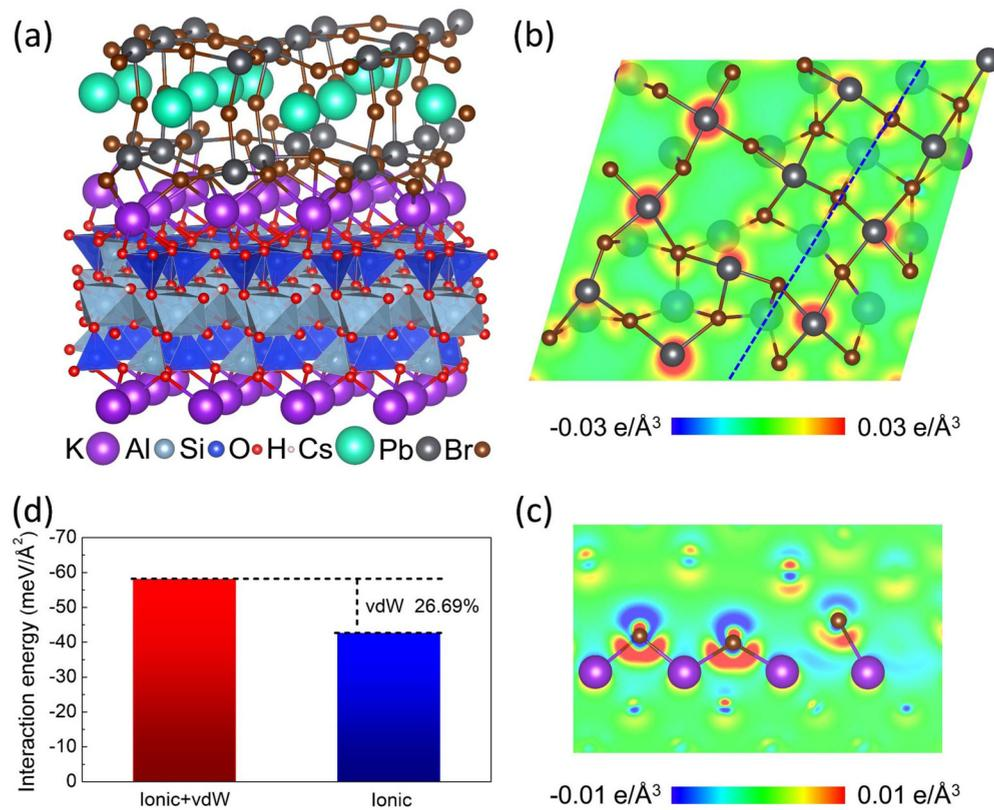 (a)
K Al Si O H Cs Pb Br
(b)
-0.03 e/Å³ 0.03 e/Å³
(d)
Interaction energy (meV/Å²)
-70
-60
-50
-40
-30
-20
-10
0
vdW 26.69%
Ionic+vdW Ionic
(c)
-0.01 e/Å³ 0.01 e/Å³